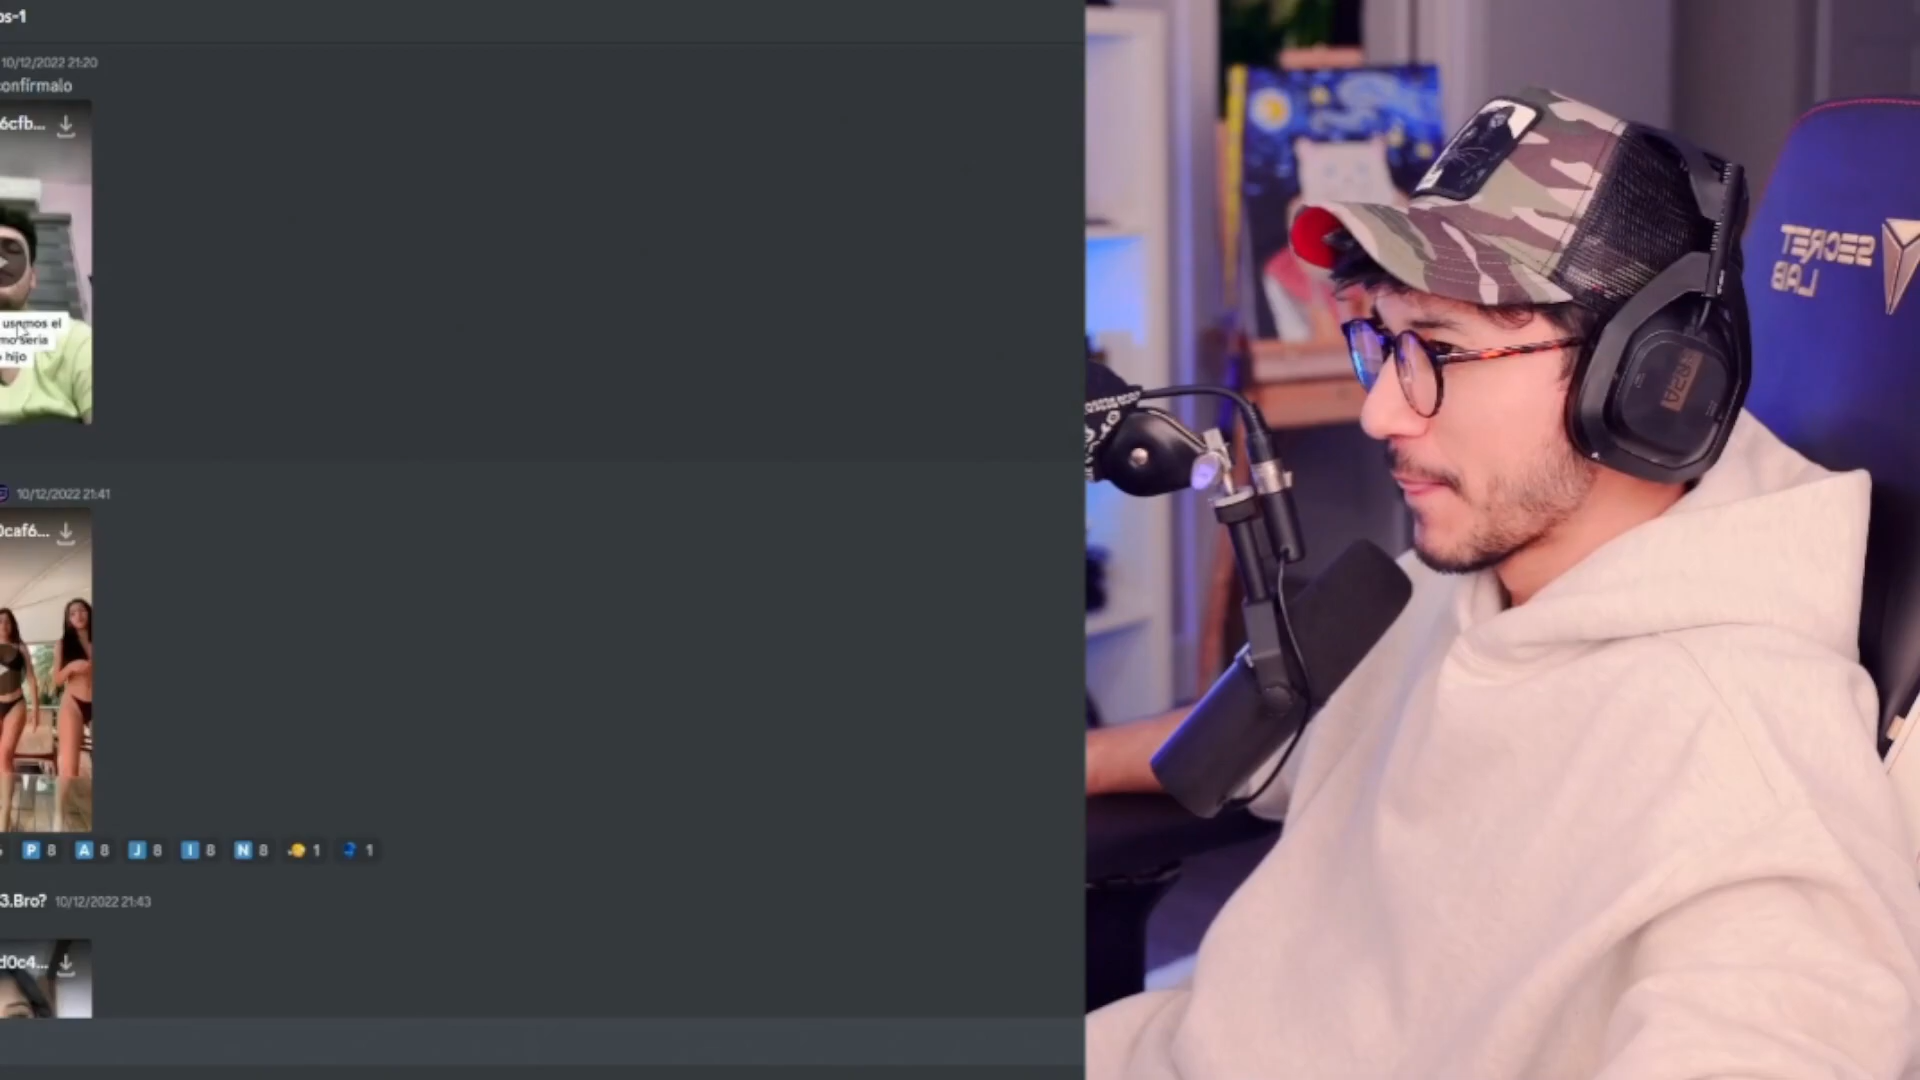 os-1
10/12/2022 21:20
confírmalo
6cfb...
usamos el
mo sería
hijo
10/12/2022 21:41
0caf6...
P 8 A 8 J 8 I 8 N 8 1 1
3.Bro? 10/12/2022 21:43
d0c4...
SECRET
LAB